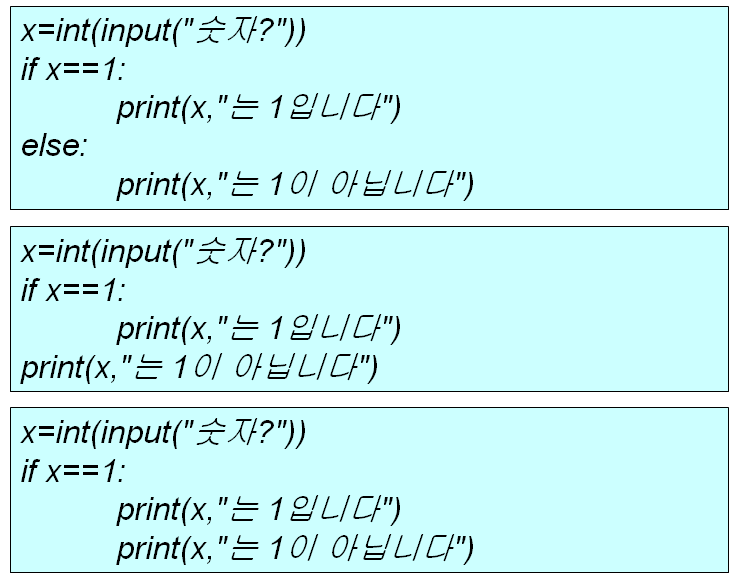 x=int(input("숫자?"))
if x==1:
print(x,"는 1입니다")
else:
print(x,"는 1이 아닙니다")
x=int(input("숫자?"))
if x==1:
print(x,"는 1입니다")
print(x,"는 1이 아닙니다")
x=int(input("숫자?"))
if x==1:
print(x,"는 1입니다")
print(x,"는 1이 아닙니다")